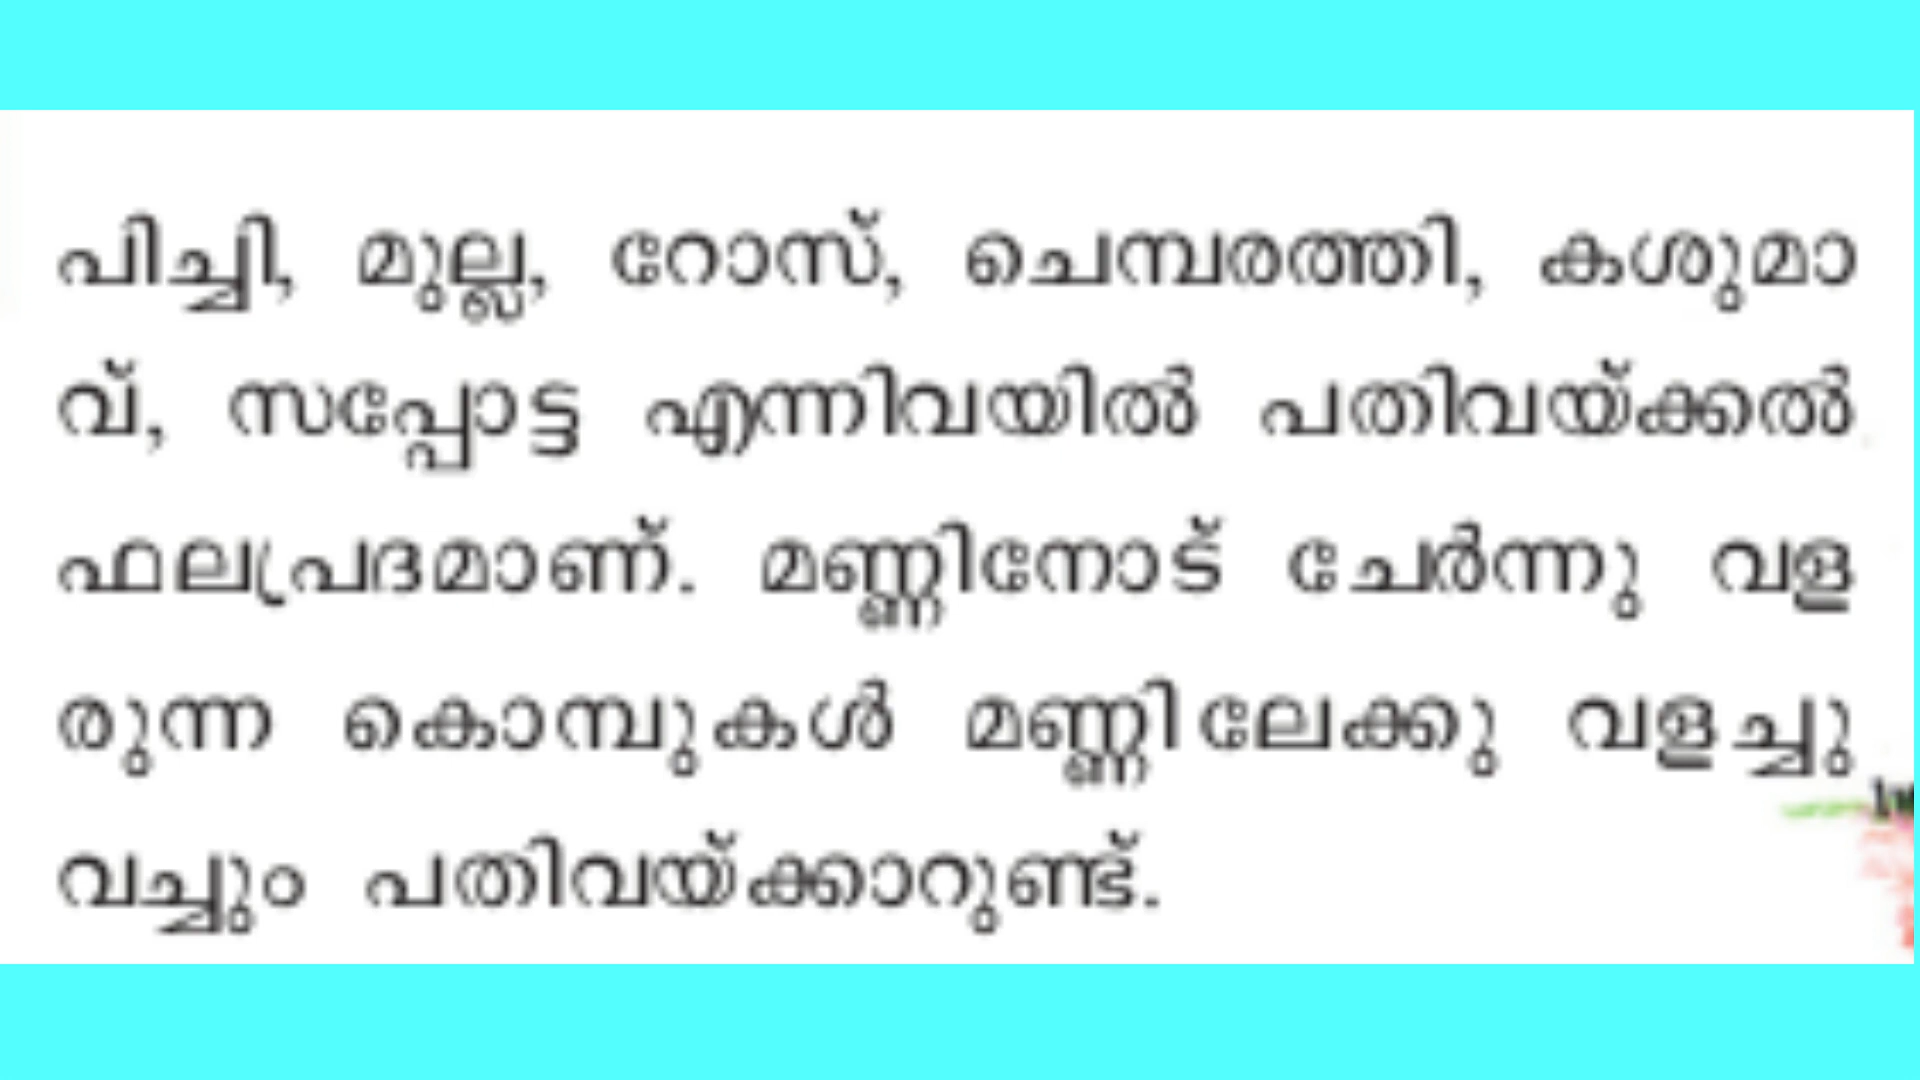 പിച്ചി, മുല്ല, റോസ്, ചെമ്പരത്തി, കശുമാ
വ്, സപ്പോട്ട എന്നിവയിൽ പതിവയ്ക്കൽ
ഫലപ്രദമാണ്. മണ്ണിനോട് ചേർന്നു വള
രുന്ന കൊമ്പുകൾ മണ്ണിലേക്കു വളച്ചു
വച്ചും പതിവയ്ക്കാറുണ്ട്.